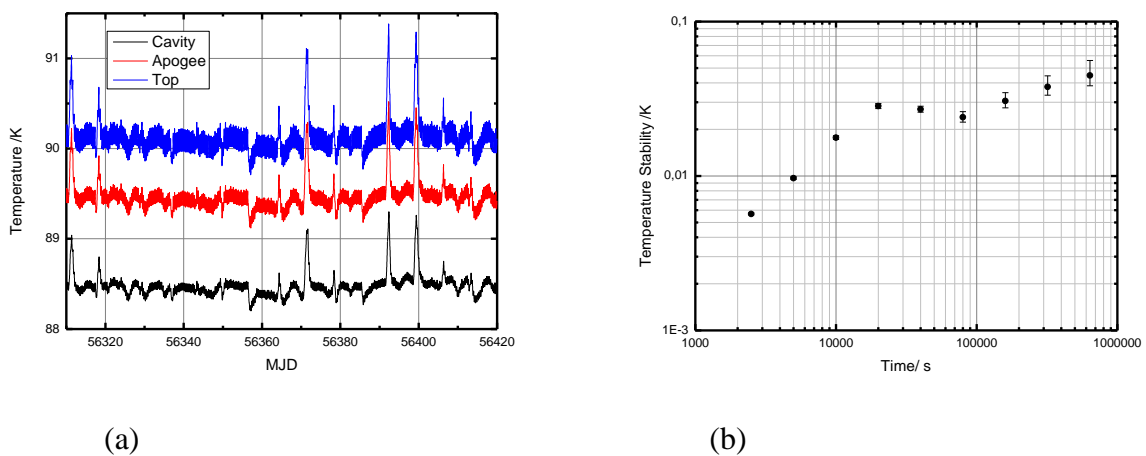 Cavity
Apogee
Top
91
90
89
88
Temperature /K
56320 56340 56360 56380 56400 56420
MJD
(a)
0,1
0,01
1E-3
Temperature Stability /K
1000 10000 100000 1000000
Time/ s
(b)